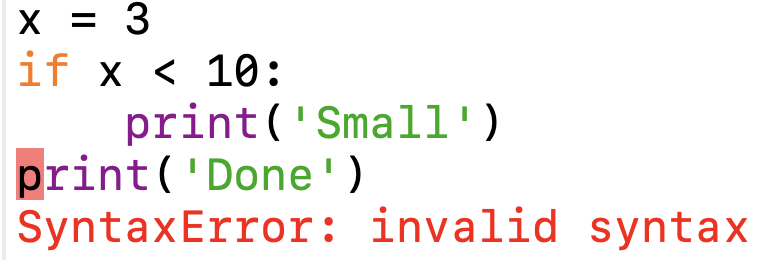 x = 3
if x < 10:
    print('Small')
print('Done')
SyntaxError: invalid syntax